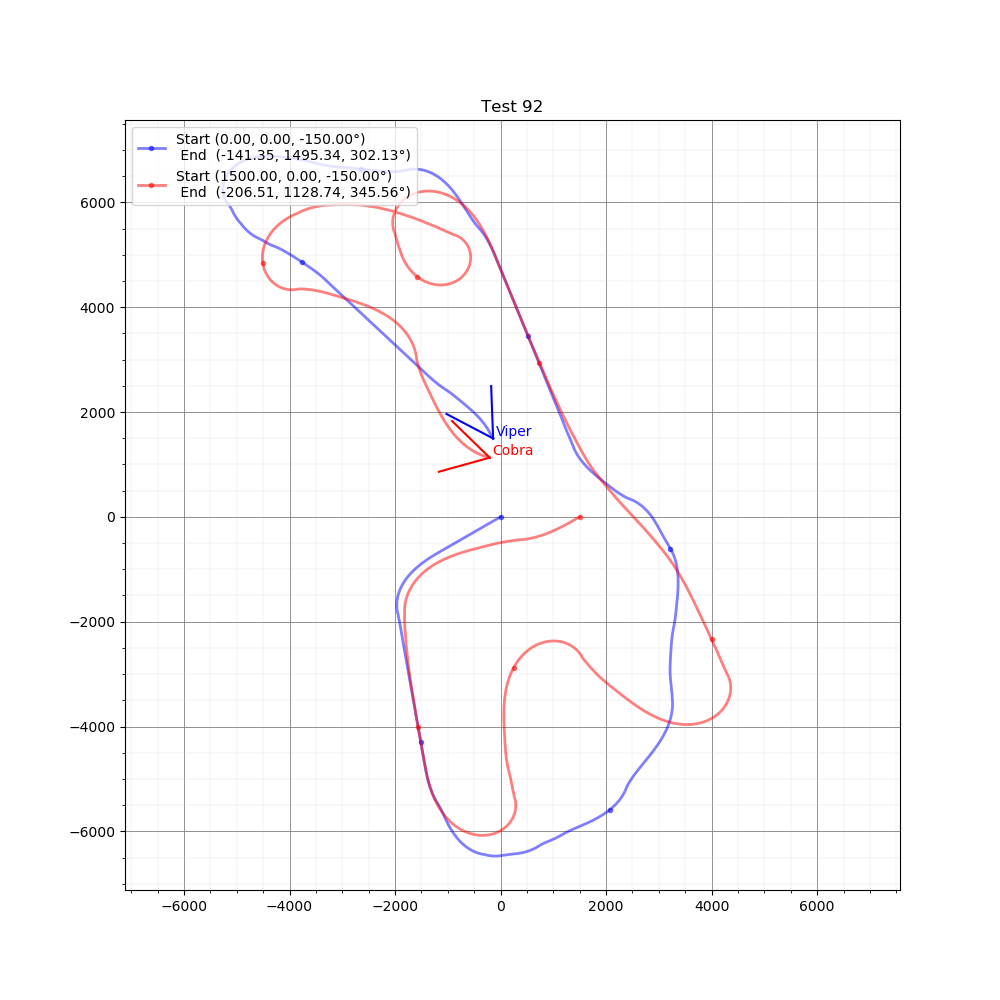 Test 92
Start (0.00, 0.00, -150.00°)
End (-141.35, 1495.34, 302.13°)
Start (1500.00, 0.00, -150.00°)
End (-206.51, 1128.74, 345.56°)
6000
4000
2000
Viper
Cobra
0
−2000
−4000
−6000
−6000 −4000 −2000 0 2000 4000 6000